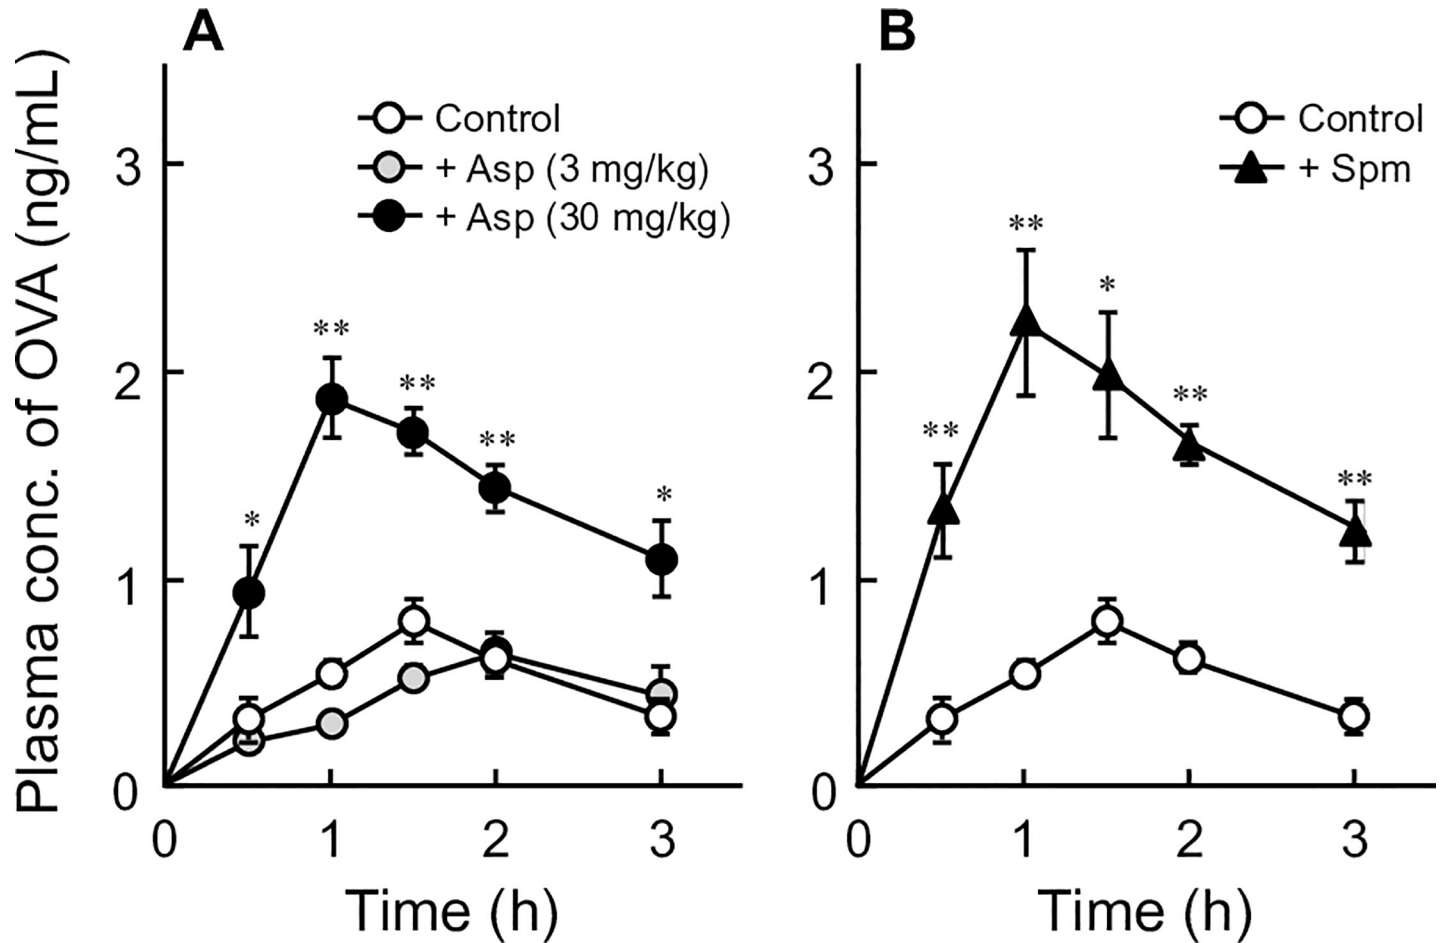 A
Plasma conc. of OVA (ng/mL)
Control
+ Asp (3 mg/kg)
+ Asp (30 mg/kg)
3
2
1
0
**
**
**
*
*
0 1 2 3
Time (h)
B
Control
+ Spm
3
2
1
0
**
*
**
**
**
0 1 2 3
Time (h)